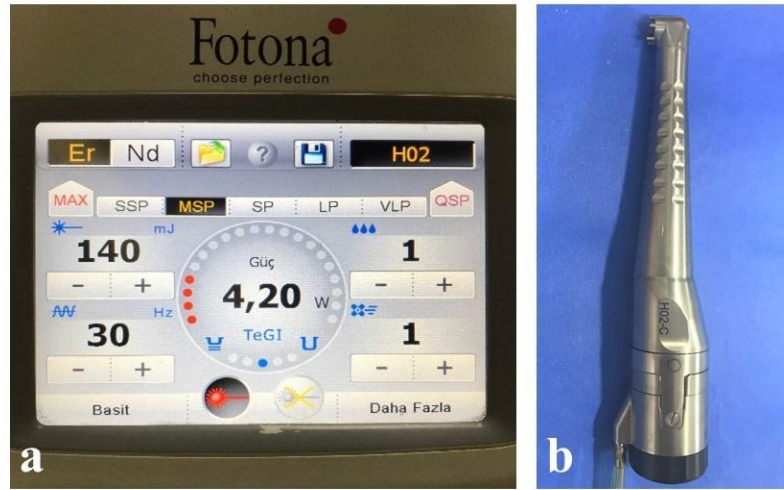 Fotona
choose perfection
Er Nd ? H02
MAX SSP MSP SP LP VLP QSP
mJ
140 1
- + - +
Güç
4,20 W
Hz
30 1
TeGI
- + - +
Basit Daha Fazla
a
H02-C
b